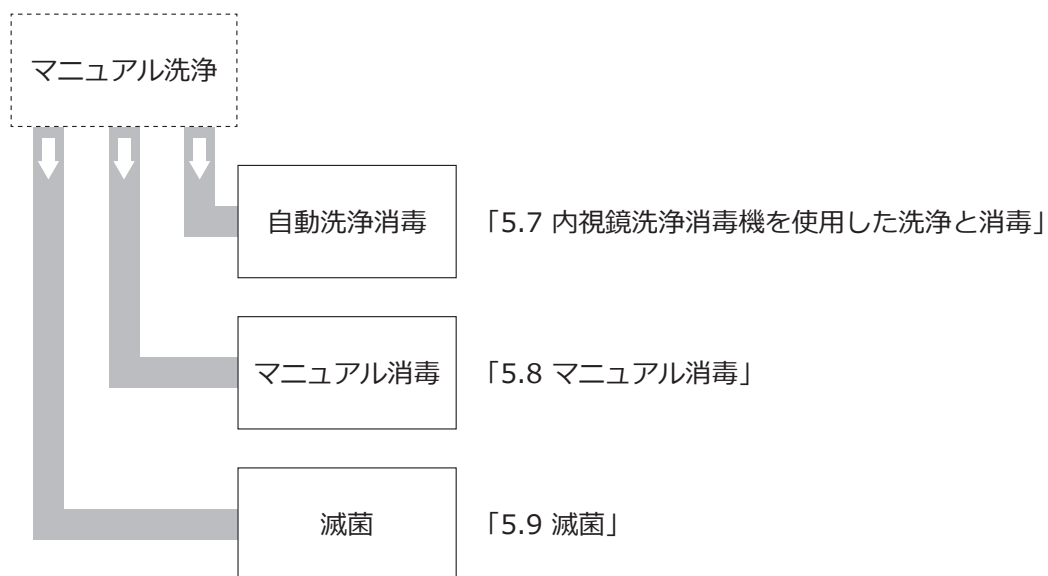 マニュアル洗浄
自動洗浄消毒
「5.7 内視鏡洗浄消毒機を使用した洗浄と消毒」
マニュアル消毒
「5.8 マニュアル消毒」
滅菌
「5.9 滅菌」